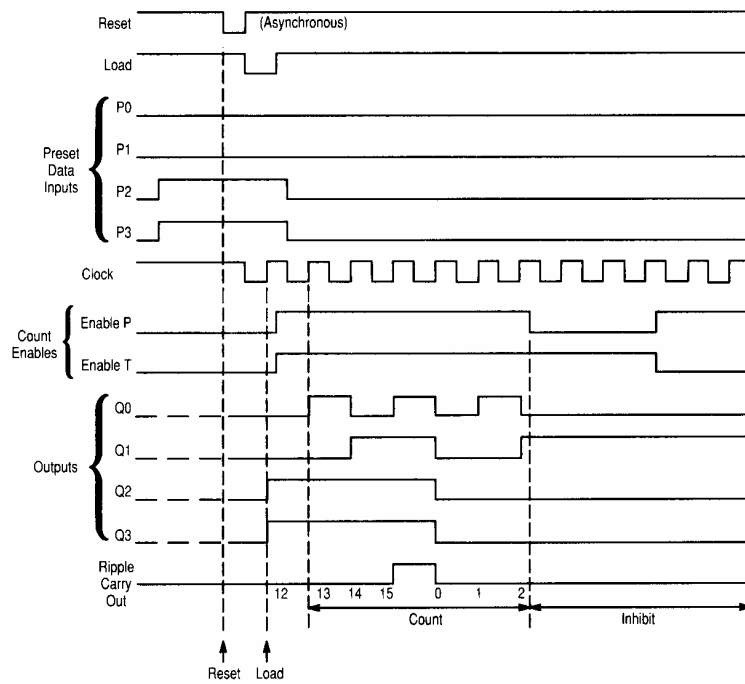 Reset
(Asynchronous)
Load
P0
P1
Preset
Data
Inputs
P2
P3
Clock
Enable P
Count
Enables
Enable T
Q0
Q1
Outputs
Q2
Q3
Ripple
Carry
Out
12 13 14 15 0 1 2
Count
Inhibit
Reset Load